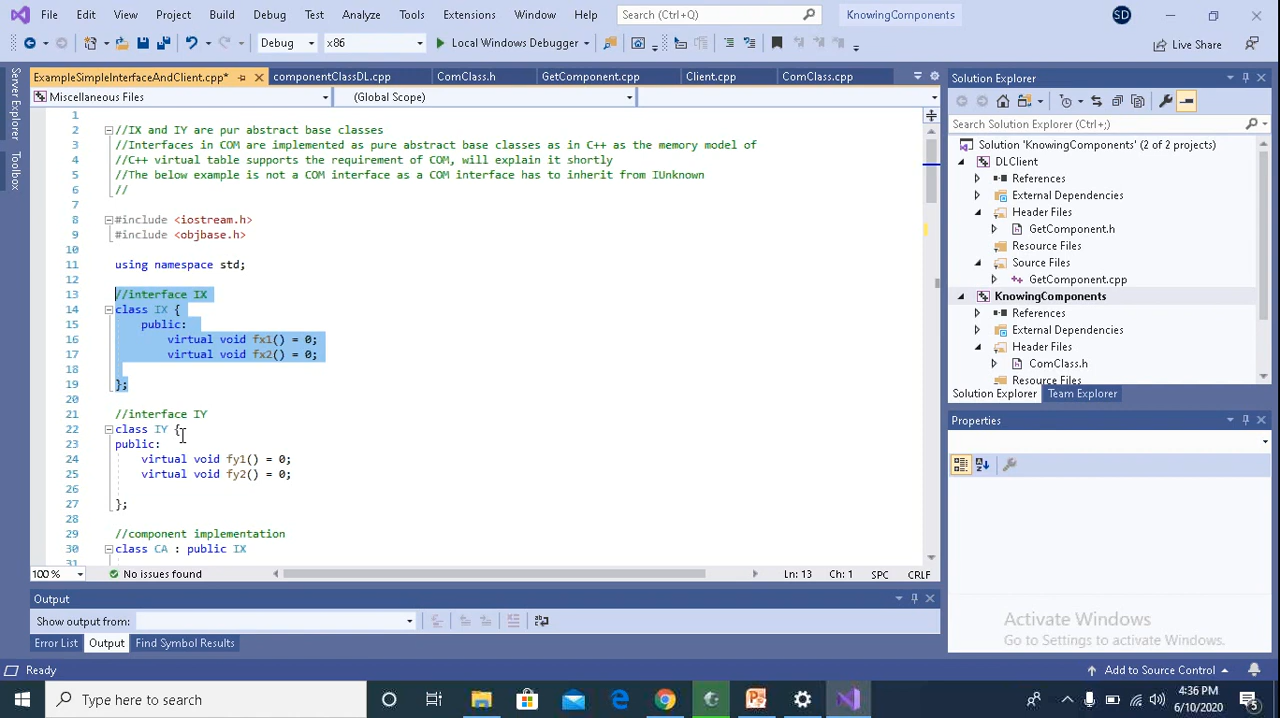 File Edit View Project Build Debug Test Analyze Tools Extensions Window Help Search (Ctrl+Q) KnowingComponents SD
Debug x86 Local Windows Debugger Live Share
ExampleSimpleInterfaceAndClient.cpp* componentClassDL.cpp ComClass.h GetComponent.cpp Client.cpp ComClass.cpp
Miscellaneous Files (Global Scope)
Server Explorer
Toolbox
1
2 //IX and IY are pur abstract base classes
3 //Interfaces in COM are implemented as pure abstract base classes as in C++ as the memory model of
4 //C++ virtual table supports the requirement of COM, will explain it shortly
5 //The below example is not a COM interface as a COM interface has to inherit from IUnknown
6 //
7
8 #include <iostream.h>
9 #include <objbase.h>
10
11 using namespace std;
12
13 //interface IX
14 class IX {
15 public:
16 virtual void fx1() = 0;
17 virtual void fx2() = 0;
18
19 };
20
21 //interface IY
22 class IY {
23 public:
24 virtual void fy1() = 0;
25 virtual void fy2() = 0;
26
27 };
28
29 //component implementation
30 class CA : public IX
31
100 % No issues found Ln: 13 Ch: 1 SPC CRLF
Output
Show output from:
Error List Output Find Symbol Results
Solution Explorer
Search Solution Explorer (Ctrl+;)
Solution 'KnowingComponents' (2 of 2 projects)
DLClient
References
External Dependencies
Header Files
GetComponent.h
Resource Files
Source Files
GetComponent.cpp
KnowingComponents
References
External Dependencies
Header Files
ComClass.h
Resource Files
Solution Explorer Team Explorer
Properties
Activate Windows
Go to Settings to activate Windows.
Ready Add to Source Control
Type here to search
4:36 PM
6/10/2020
5